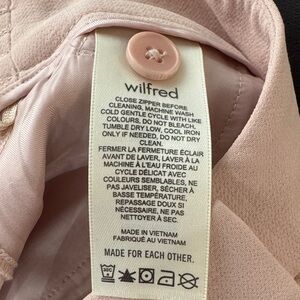 wilfred
CLOSE ZIPPER BEFORE
CLEANING, MACHINE WASH
COLD GENTLE CYCLE WITH LIKE
COLOURS, DO NOT BLEACH,
TUMBLE DRY LOW, COOL IRON
ONLY IF NEEDED, DO NOT DRY
CLEAN.
FERMER LA FERMETURE ÉCLAIR
AVANT DE LAVER, LAVER À LA
MACHINE À L'EAU FROIDE AU
CYCLE DÉLICAT AVEC
COULEURS SEMBLABLES, NE
PAS JAVELISER, SÉCHER À
BASSE TEMPÉRATURE,
REPASSAGE DOUX SI
NÉCESSAIRE, NE PAS
NETTOYER À SEC.
MADE IN VIETNAM
FABRIQUÉ AU VIETNAM
MADE FOR EACH OTHER.